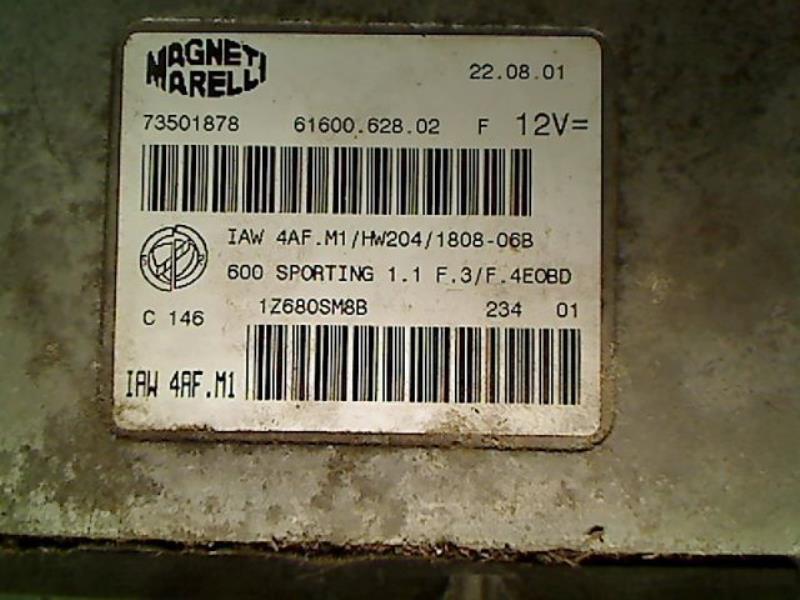 MAGNETI
MARELLI
22.08.01
73501878 61600.628.02 F 12V=
IAW 4AF.M1/HW204/1808-06B
600 SPORTING 1.1 F.3/F.4EOBD
C 146 1Z680SM8B 234 01
IAW 4AF.M1